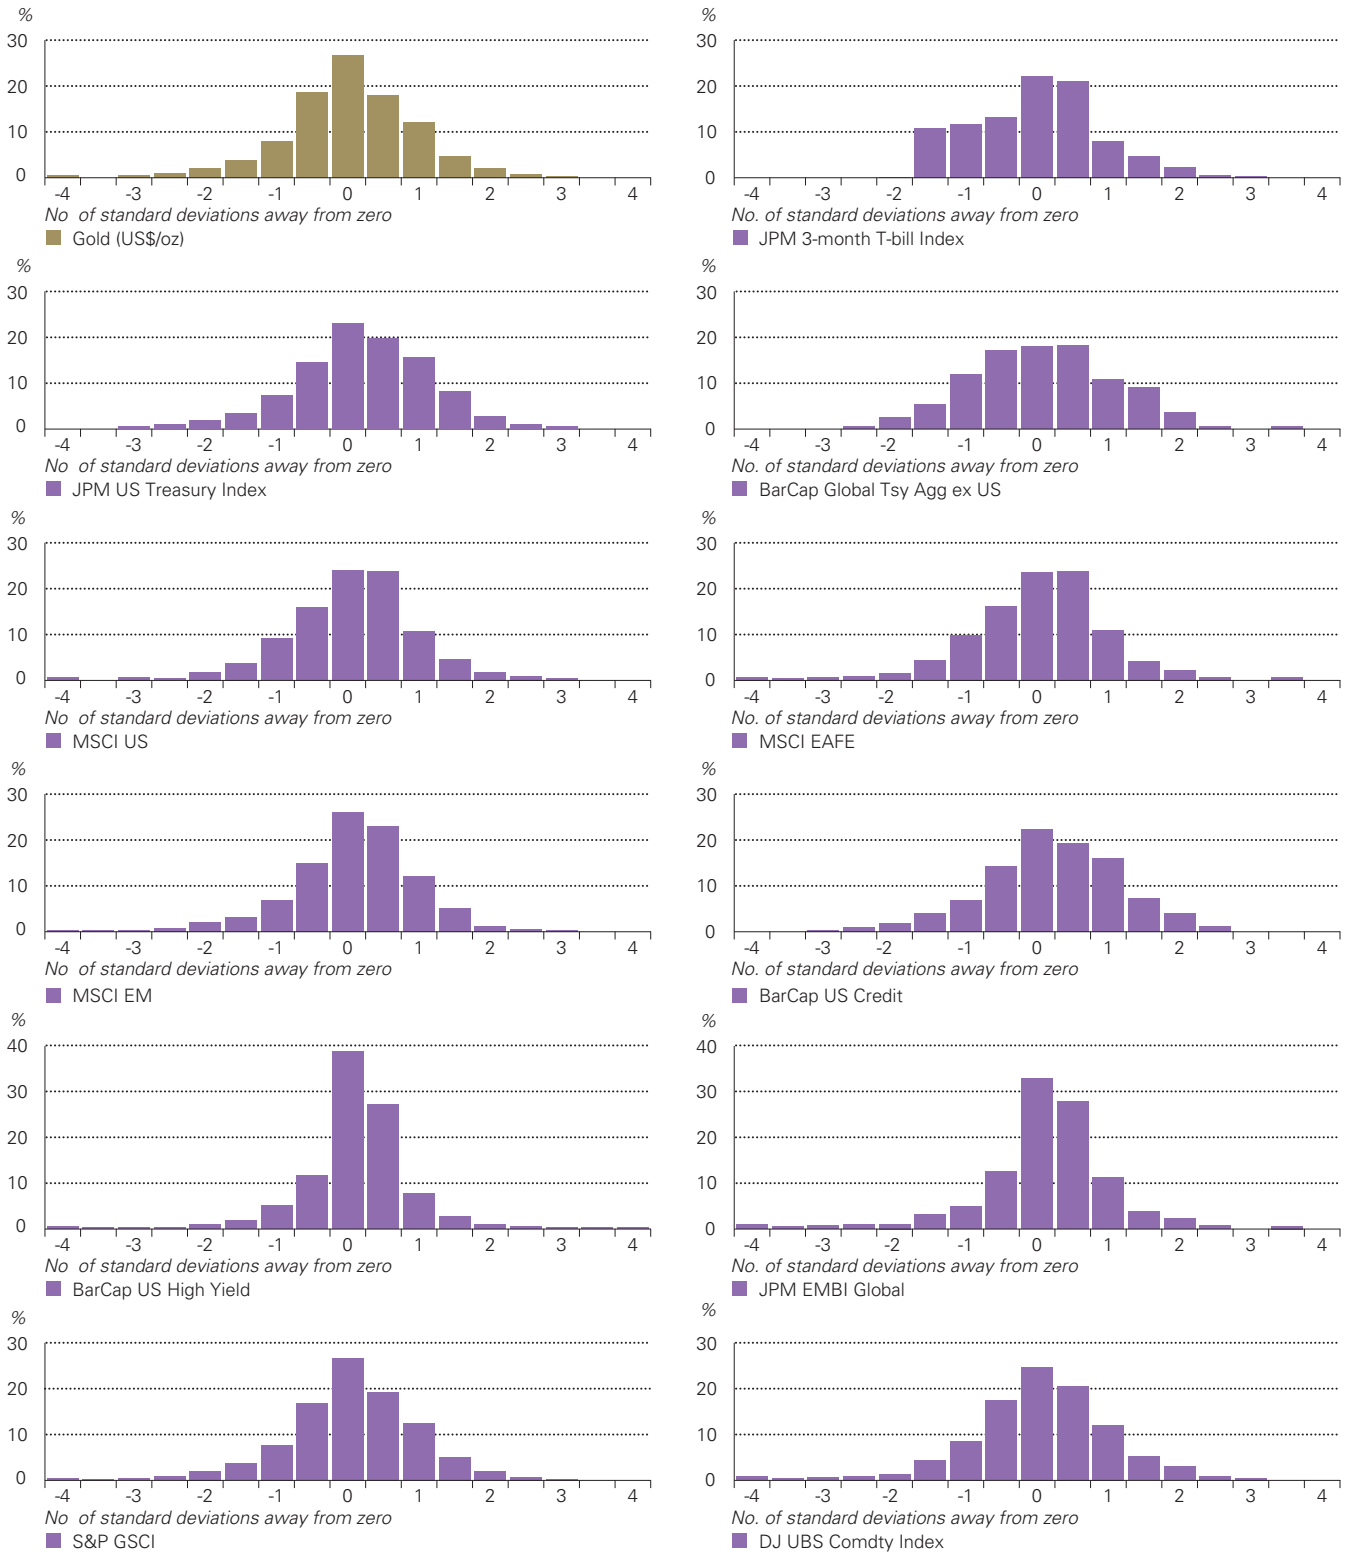 %
30
20
10
0
-4 -3 -2 -1 0 1 2 3 4
No of standard deviations away from zero
Gold (US$/oz)
%
30
20
10
0
-4 -3 -2 -1 0 1 2 3 4
No. of standard deviations away from zero
JPM 3-month T-bill Index
%
30
20
10
0
-4 -3 -2 -1 0 1 2 3 4
No of standard deviations away from zero
JPM US Treasury Index
%
30
20
10
0
-4 -3 -2 -1 0 1 2 3 4
No. of standard deviations away from zero
BarCap Global Tsy Agg ex US
%
30
20
10
0
-4 -3 -2 -1 0 1 2 3 4
No of standard deviations away from zero
MSCI US
%
30
20
10
0
-4 -3 -2 -1 0 1 2 3 4
No. of standard deviations away from zero
MSCI EAFE
%
30
20
10
0
-4 -3 -2 -1 0 1 2 3 4
No of standard deviations away from zero
MSCI EM
%
30
20
10
0
-4 -3 -2 -1 0 1 2 3 4
No. of standard deviations away from zero
BarCap US Credit
%
40
30
20
10
0
-4 -3 -2 -1 0 1 2 3 4
No of standard deviations away from zero
BarCap US High Yield
%
40
30
20
10
0
-4 -3 -2 -1 0 1 2 3 4
No. of standard deviations away from zero
JPM EMBI Global
%
30
20
10
0
-4 -3 -2 -1 0 1 2 3 4
No of standard deviations away from zero
S&P GSCI
%
30
20
10
0
-4 -3 -2 -1 0 1 2 3 4
No. of standard deviations away from zero
DJ UBS Comdty Index